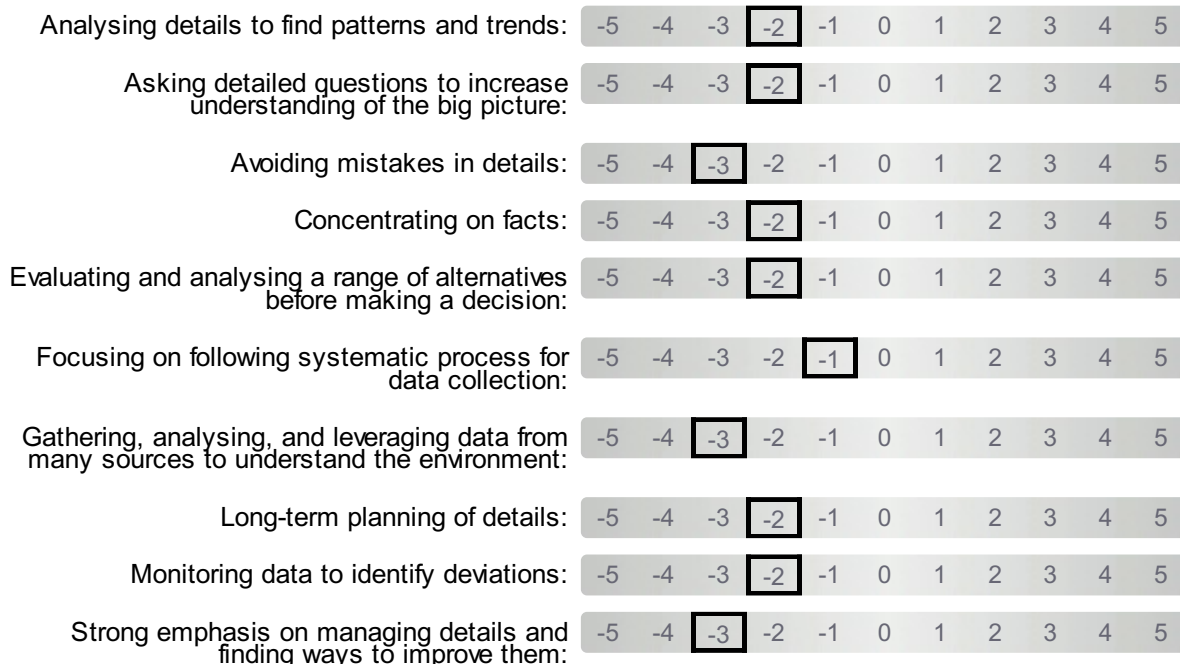 Analysing details to find patterns and trends: -5 -4 -3 -2 -1 0 1 2 3 4 5
Asking detailed questions to increase
understanding of the big picture: -5 -4 -3 -2 -1 0 1 2 3 4 5
Avoiding mistakes in details: -5 -4 -3 -2 -1 0 1 2 3 4 5
Concentrating on facts: -5 -4 -3 -2 -1 0 1 2 3 4 5
Evaluating and analysing a range of alternatives
before making a decision: -5 -4 -3 -2 -1 0 1 2 3 4 5
Focusing on following systematic process for
data collection: -5 -4 -3 -2 -1 0 1 2 3 4 5
Gathering, analysing, and leveraging data from
many sources to understand the environment: -5 -4 -3 -2 -1 0 1 2 3 4 5
Long-term planning of details: -5 -4 -3 -2 -1 0 1 2 3 4 5
Monitoring data to identify deviations: -5 -4 -3 -2 -1 0 1 2 3 4 5
Strong emphasis on managing details and
finding ways to improve them: -5 -4 -3 -2 -1 0 1 2 3 4 5